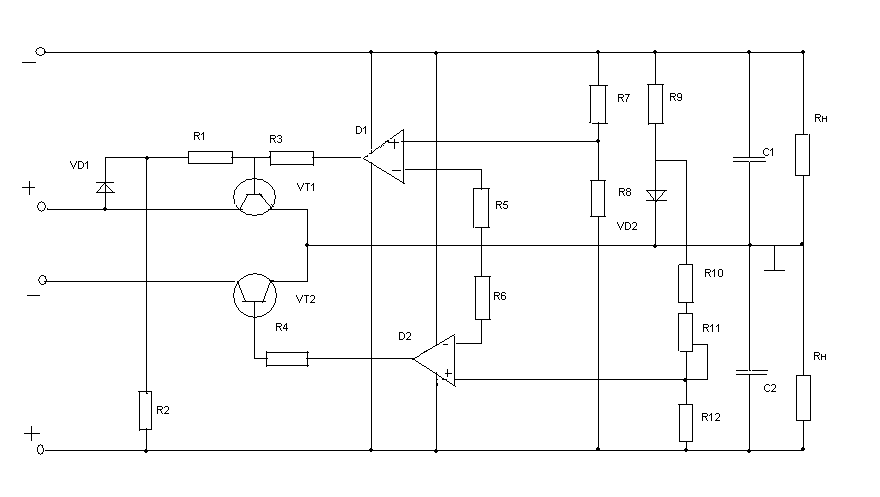 −
R7
R9
Rн
D1
R1
R3
+
C1
VD1
−
+
VT1
R8
R5
VD2
R10
R6
−
VT2
R4
R11
D2
-
Rн
+
C2
R2
R12
+